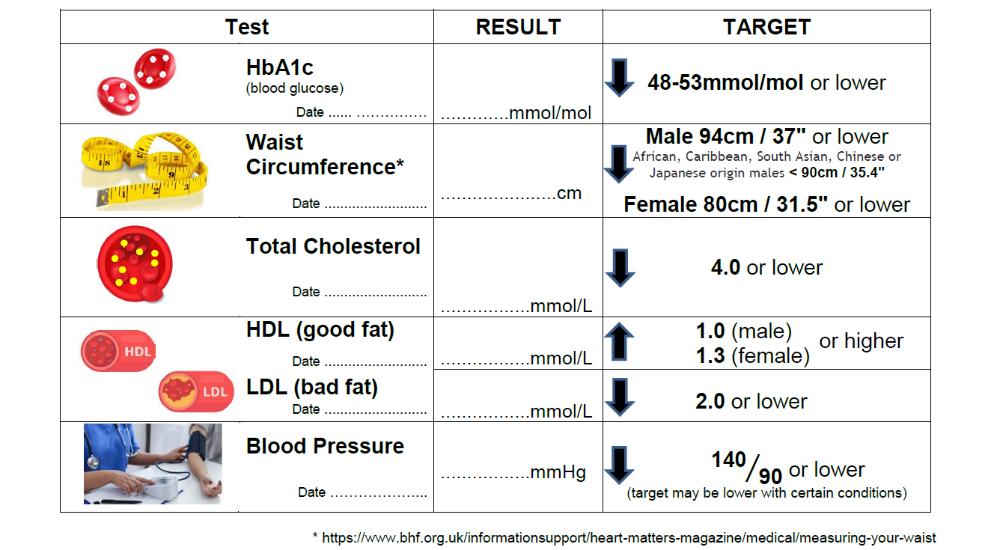 Test RESULT TARGET
HbA1c
(blood glucose)
Date ...... ……………
………….mmol/mol
48-53mmol/mol or lower
Waist
Circumference*
Date ..........................
………………….cm
Male 94cm / 37" or lower
African, Caribbean, South Asian, Chinese or
Japanese origin males < 90cm / 35.4"
Female 80cm / 31.5" or lower
18
9
1 2 3
Total Cholesterol
Date ..........................
……………..mmol/L
4.0 or lower
HDL
HDL (good fat)
Date ..........................
……………..mmol/L
1.0 (male)
1.3 (female)
or higher
LDL
LDL (bad fat)
Date ..........................
……………..mmol/L
2.0 or lower
Blood Pressure
Date ………………...
………..…..mmHg
140/90 or lower
(target may be lower with certain conditions)
* https://www.bhf.org.uk/informationsupport/heart-matters-magazine/medical/measuring-your-waist